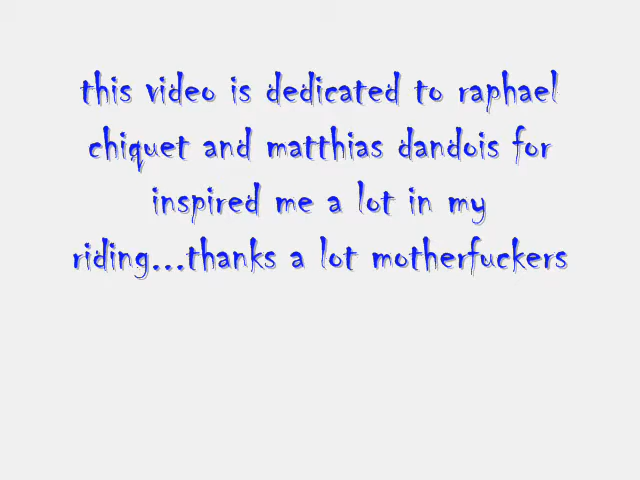 this video is dedicated to raphael
chiquet and matthias dandois for
inspired me a lot in my
riding...thanks a lot motherfuckers